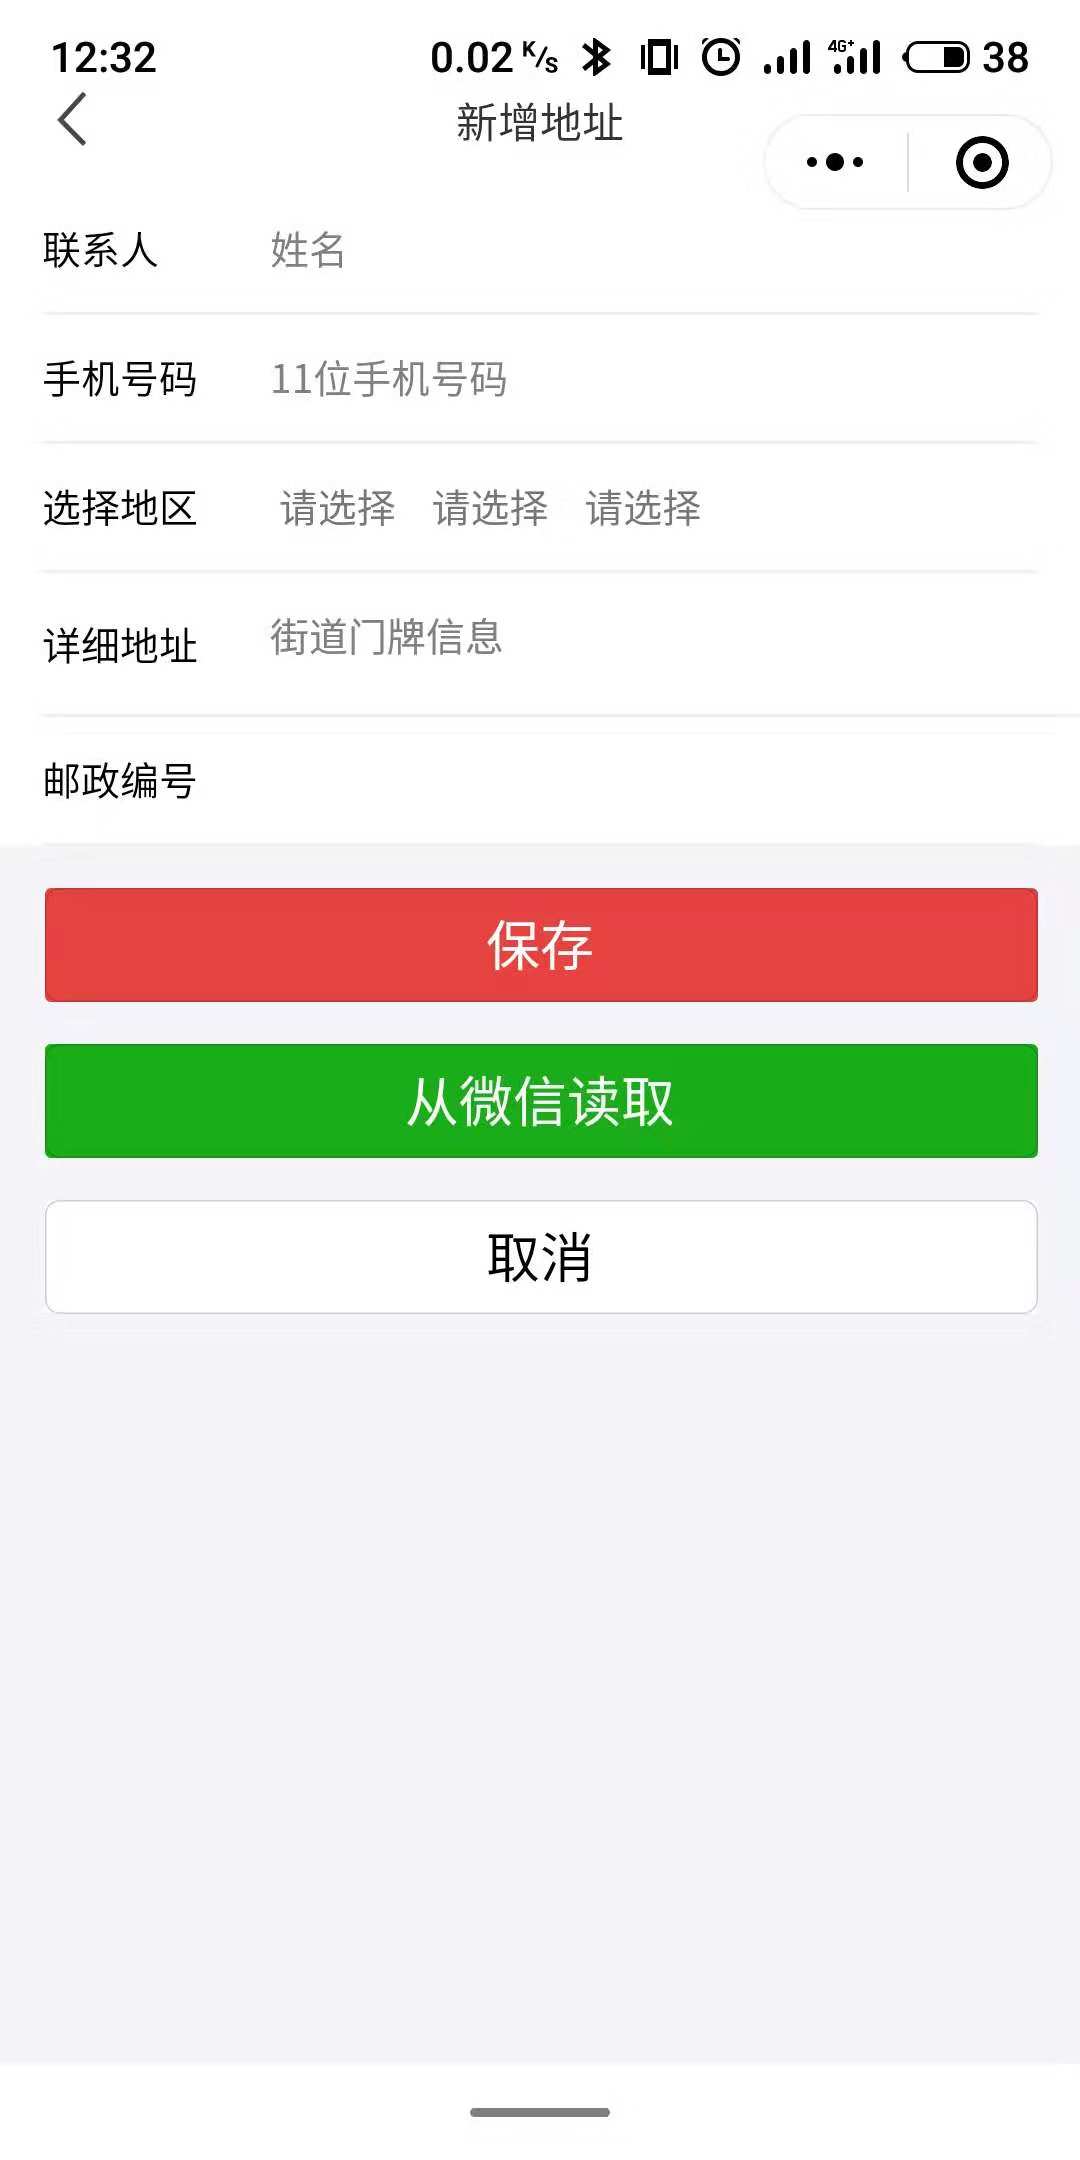 12:32 0.02 K/s 4G+ 38
新增地址
联系人 姓名
手机号码 11位手机号码
选择地区 请选择 请选择 请选择
详细地址 街道门牌信息
邮政编号
保存
从微信读取
取消